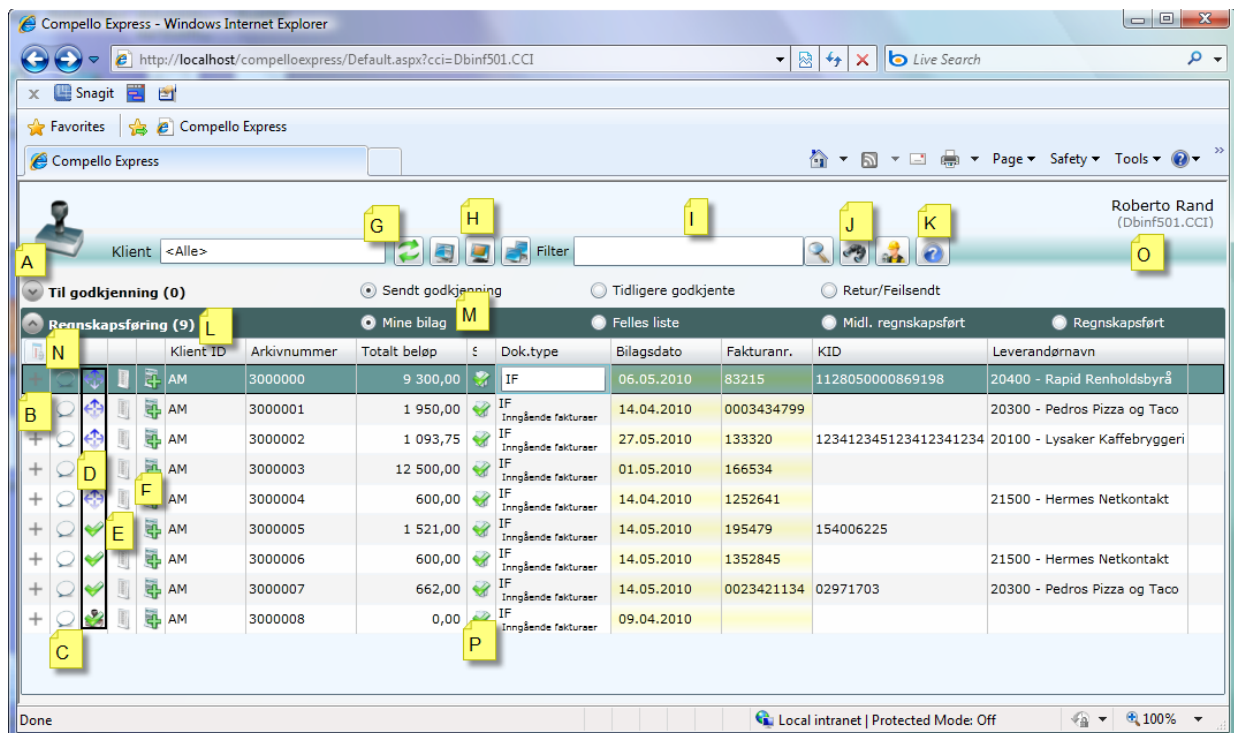 Compello Express - Windows Internet Explorer
http://localhost/compelloexpress/Default.aspx?cci=Dbinf501.CCI
Live Search
x Snagit
Favorites Compello Express
Compello Express
Page Safety Tools »
G H I J K
Roberto Rand
(Dbinf501.CCI)
A Klient <Alle> Filter O
Til godkjenning (0) Sendt godkjenning Tidligere godkjente Retur/Feilsendt
Regnskapsføring (9) L Mine bilag M Felles liste Midl. regnskapsført Regnskapsført
N Klient ID Arkivnummer Totalt beløp S Dok.type Bilagsdato Fakturanr. KID Leverandørnavn
AM 3000000 9 300,00 IF 06.05.2010 83215 1128050000869198 20400 - Rapid Renholdsbyrå
B AM 3000001 1 950,00 IF Inngående fakturaer 14.04.2010 0003434799 20300 - Pedros Pizza og Taco
AM 3000002 1 093,75 IF Inngående fakturaer 27.05.2010 133320 123412345123412341234 20100 - Lysaker Kaffebryggeri
D AM 3000003 12 500,00 IF Inngående fakturaer 01.05.2010 166534
F AM 3000004 600,00 IF Inngående fakturaer 14.04.2010 1252641 21500 - Hermes Netkontakt
E AM 3000005 1 521,00 IF Inngående fakturaer 14.05.2010 195479 154006225
AM 3000006 600,00 IF Inngående fakturaer 14.05.2010 1352845 21500 - Hermes Netkontakt
AM 3000007 662,00 IF Inngående fakturaer 14.05.2010 0023421134 02971703 20300 - Pedros Pizza og Taco
AM 3000008 0,00 IF Inngående fakturaer 09.04.2010
C P
Done Local intranet | Protected Mode: Off 100%